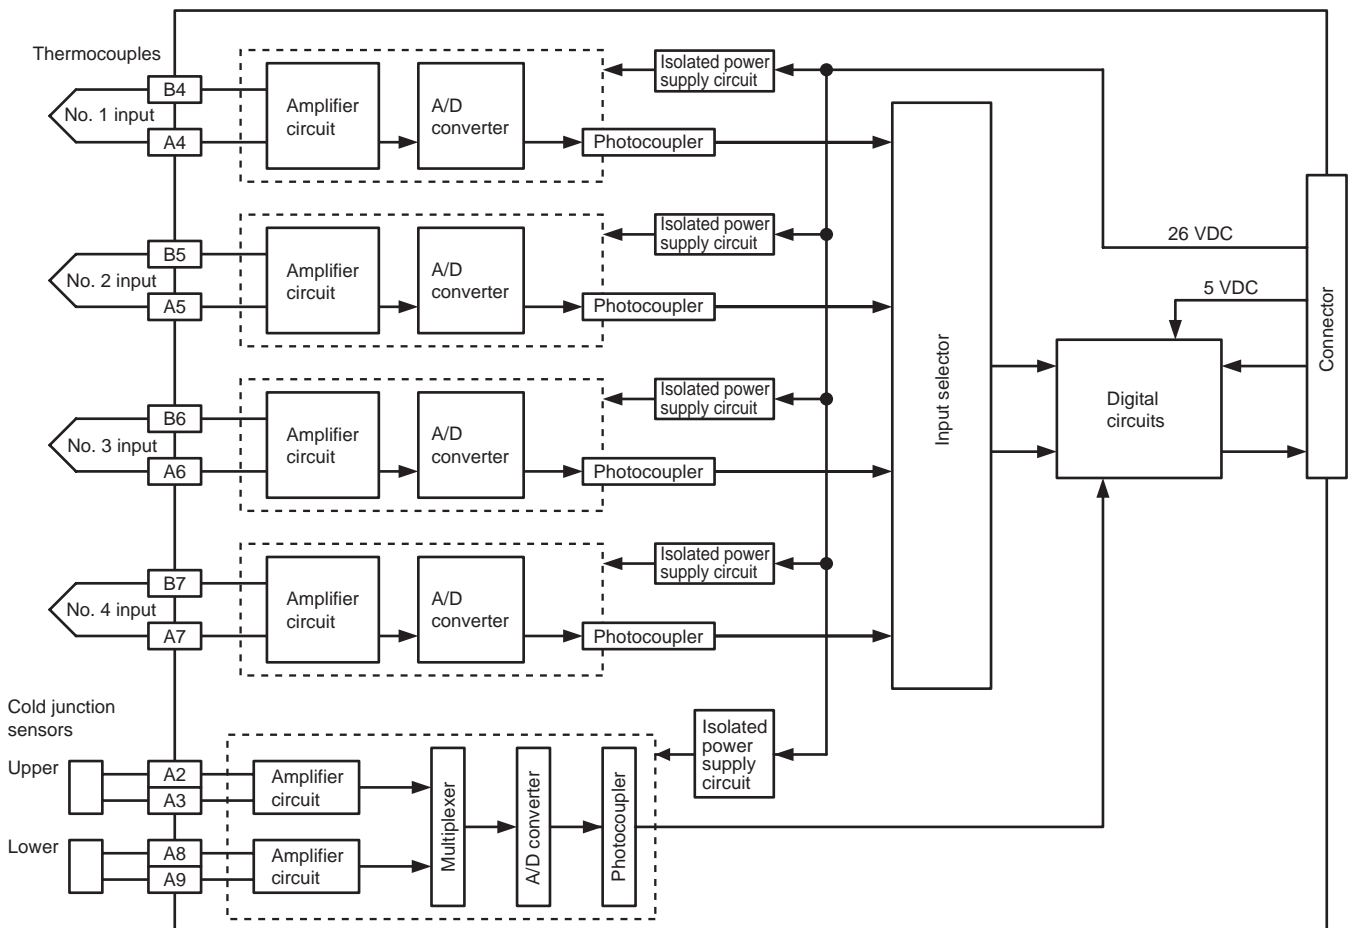 Thermocouples
B4
No. 1 input
A4
Amplifier
circuit
A/D
converter
Isolated power
supply circuit
Photocoupler
B5
No. 2 input
A5
Amplifier
circuit
A/D
converter
Isolated power
supply circuit
Photocoupler
B6
No. 3 input
A6
Amplifier
circuit
A/D
converter
Isolated power
supply circuit
Photocoupler
B7
No. 4 input
A7
Amplifier
circuit
A/D
converter
Isolated power
supply circuit
Photocoupler
Input selector
26 VDC
5 VDC
Digital
circuits
Connector
Cold junction
sensors
Upper
A2
A3
Amplifier
circuit
Lower
A8
A9
Amplifier
circuit
Multiplexer
A/D converter
Photocoupler
Isolated
power
supply
circuit